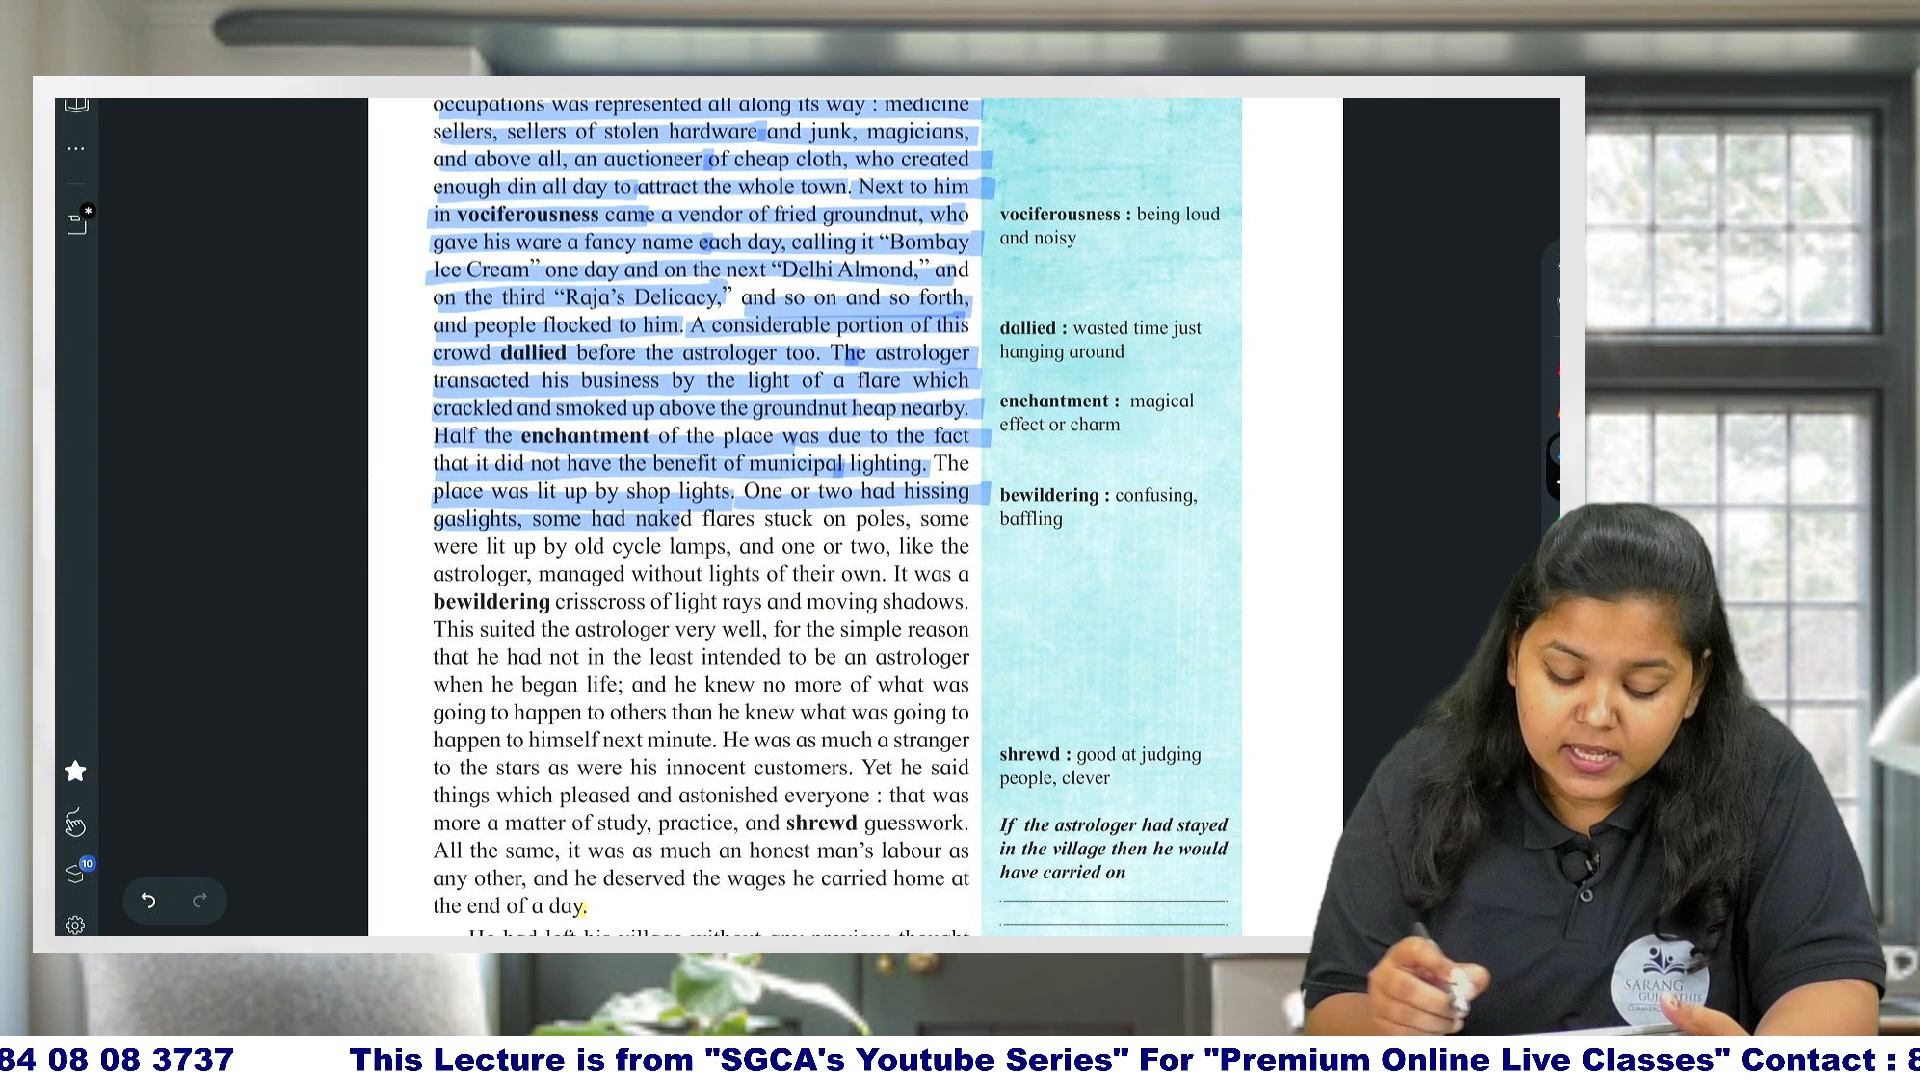 occupations was represented all along its way : medicine
sellers, sellers of stolen hardware and junk, magicians,
and above all, an auctioneer of cheap cloth, who created
enough din all day to attract the whole town. Next to him
in vociferousness came a vendor of fried groundnut, who
gave his ware a fancy name each day, calling it “Bombay
Ice Cream” one day and on the next “Delhi Almond,” and
on the third “Raja’s Delicacy,” and so on and so forth,
and people flocked to him. A considerable portion of this
crowd dallied before the astrologer too. The astrologer
transacted his business by the light of a flare which
crackled and smoked up above the groundnut heap nearby.
Half the enchantment of the place was due to the fact
that it did not have the benefit of municipal lighting. The
place was lit up by shop lights. One or two had hissing
gaslights, some had naked flares stuck on poles, some
were lit up by old cycle lamps, and one or two, like the
astrologer, managed without lights of their own. It was a
bewildering crisscross of light rays and moving shadows.
This suited the astrologer very well, for the simple reason
that he had not in the least intended to be an astrologer
when he began life; and he knew no more of what was
going to happen to others than he knew what was going to
happen to himself next minute. He was as much a stranger
to the stars as were his innocent customers. Yet he said
things which pleased and astonished everyone : that was
more a matter of study, practice, and shrewd guesswork.
All the same, it was as much an honest man’s labour as
any other, and he deserved the wages he carried home at
the end of a day.
He had left his village without any previous thought
vociferousness : being loud
and noisy
dallied : wasted time just
hanging around
enchantment : magical
effect or charm
bewildering : confusing,
baffling
shrewd : good at judging
people, clever
If the astrologer had stayed
in the village then he would
have carried on
10
SARANG
84 08 08 3737 This Lecture is from "SGCA's Youtube Series" For "Premium Online Live Classes" Contact : 8